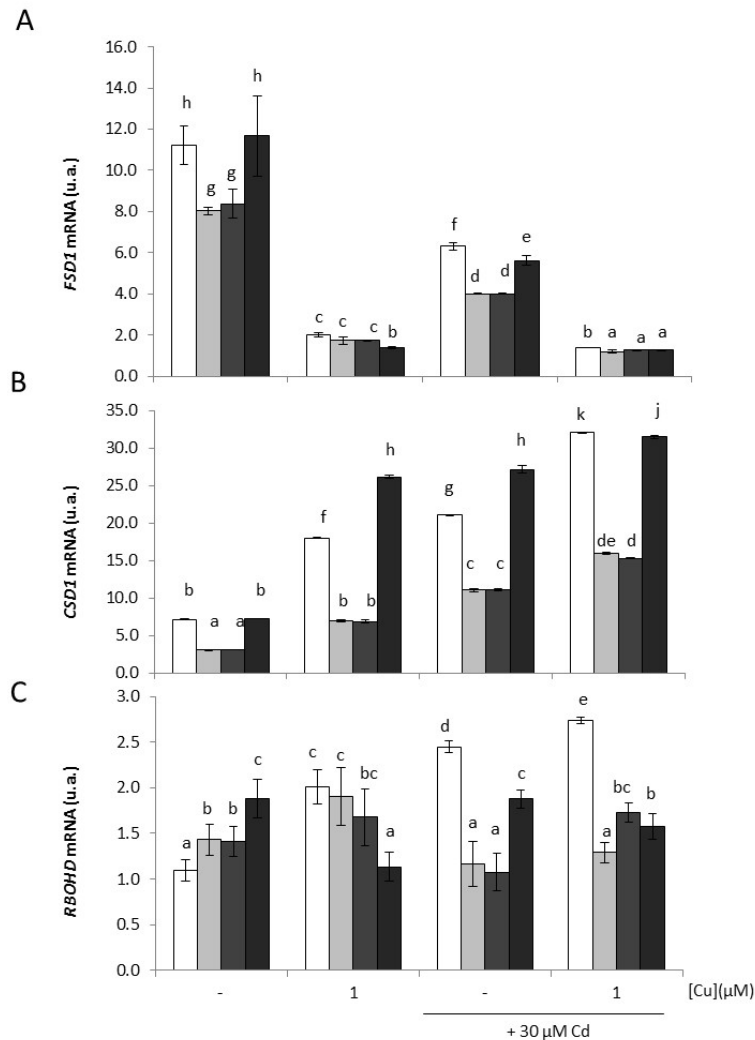 A
16.0
14.0
12.0
10.0
8.0
6.0
4.0
2.0
0.0
FSD1 mRNA (u.a.)
h g g h
c c c b
f d d e
b a a a
B
35.0
30.0
25.0
20.0
15.0
10.0
5.0
0.0
CSD1 mRNA (u.a.)
b a a b
f b b h
g c c h
k de d j
C
3.0
2.5
2.0
1.5
1.0
0.5
0.0
RBOHD mRNA (u.a.)
a b b c
c c bc a
d a a c
e a bc b
- 1 - 1 [Cu](µM)
+ 30 µM Cd